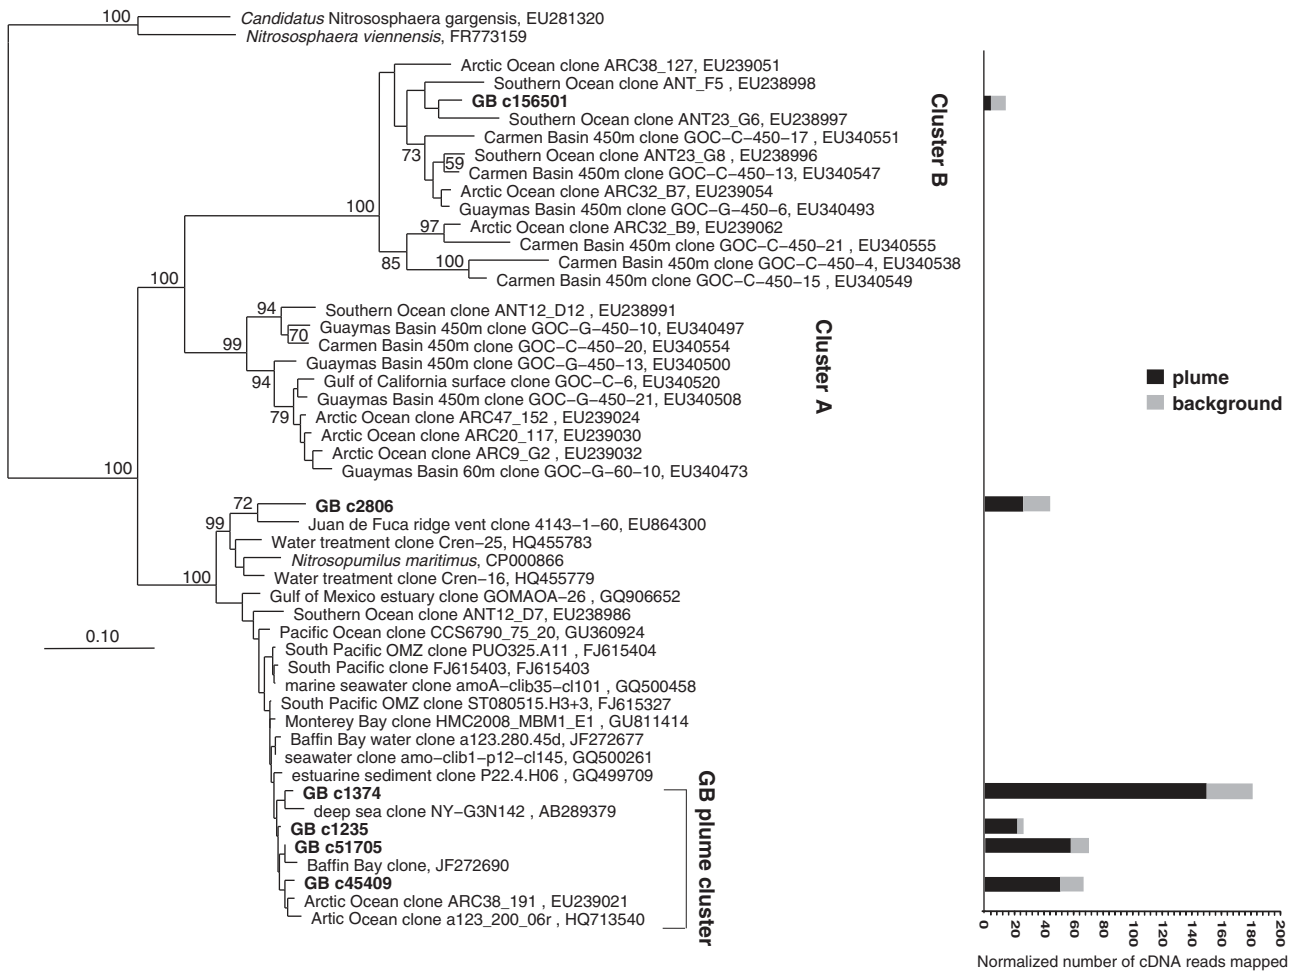 100
Candidatus Nitrososphaera gargensis, EU281320
Nitrososphaera viennensis, FR773159
Arctic Ocean clone ARC38_127, EU239051
Southern Ocean clone ANT_F5 , EU238998
GB c156501
Southern Ocean clone ANT23_G6, EU238997
Carmen Basin 450m clone GOC−C−450−17 , EU340551
73
Southern Ocean clone ANT23_G8 , EU238996
59
Carmen Basin 450m clone GOC−C−450−13, EU340547
Arctic Ocean clone ARC32_B7, EU239054
Guaymas Basin 450m clone GOC−G−450−6, EU340493
100
97
Arctic Ocean clone ARC32_B9, EU239062
Carmen Basin 450m clone GOC−C−450−21 , EU340555
85
100
Carmen Basin 450m clone GOC−C−450−4, EU340538
Carmen Basin 450m clone GOC−C−450−15 , EU340549
Cluster B
100
94
Southern Ocean clone ANT12_D12 , EU238991
Guaymas Basin 450m clone GOC−G−450−10, EU340497
70
Carmen Basin 450m clone GOC−C−450−20, EU340554
99
Guaymas Basin 450m clone GOC−G−450−13, EU340500
94
Gulf of California surface clone GOC−C−6, EU340520
Guaymas Basin 450m clone GOC−G−450−21, EU340508
79
Arctic Ocean clone ARC47_152 , EU239024
Arctic Ocean clone ARC20_117, EU239030
Arctic Ocean clone ARC9_G2 , EU239032
Guaymas Basin 60m clone GOC−G−60−10, EU340473
Cluster A
plume
background
100
72
GB c2806
99
Juan de Fuca ridge vent clone 4143−1−60, EU864300
Water treatment clone Cren−25, HQ455783
Nitrosopumilus maritimus, CP000866
100
Water treatment clone Cren−16, HQ455779
Gulf of Mexico estuary clone GOMAOA−26 , GQ906652
Southern Ocean clone ANT12_D7, EU238986
0.10
Pacific Ocean clone CCS6790_75_20, GU360924
South Pacific OMZ clone PUO325.A11 , FJ615404
South Pacific clone FJ615403, FJ615403
marine seawater clone amoA−clib35−cl101 , GQ500458
South Pacific OMZ clone ST080515.H3+3, FJ615327
Monterey Bay clone HMC2008_MBM1_E1 , GU811414
Baffin Bay water clone a123.280.45d, JF272677
seawater clone amo−clib1−p12−cl145, GQ500261
estuarine sediment clone P22.4.H06 , GQ499709
GB c1374
deep sea clone NY−G3N142 , AB289379
GB c1235
GB c51705
Baffin Bay clone, JF272690
GB c45409
Arctic Ocean clone ARC38_191 , EU239021
Artic Ocean clone a123_200_06r , HQ713540
GB plume cluster
0 20 40 60 80 100 120 140 160 180 200
Normalized number of cDNA reads mapped